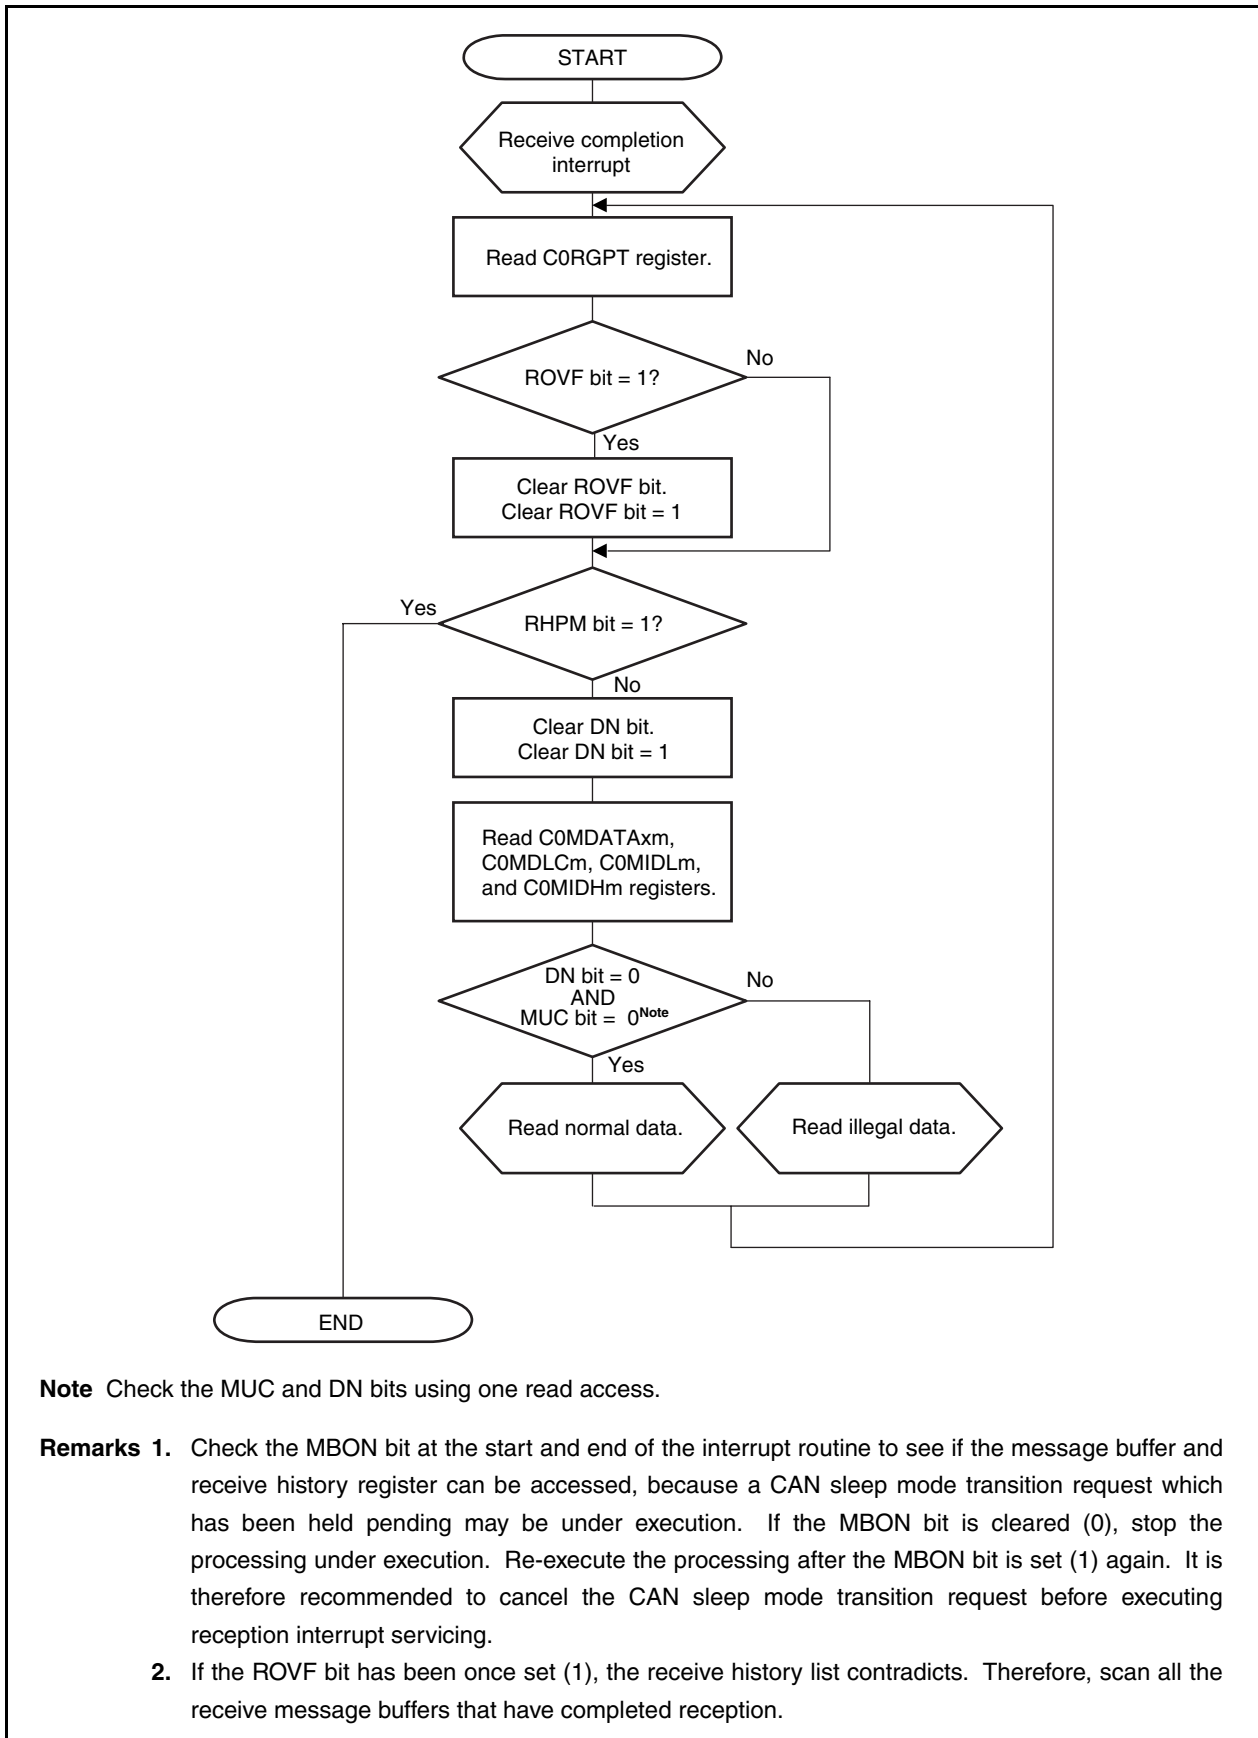 START
Receive completion
interrupt
Read C0RGPT register.
ROVF bit = 1?
No
Yes
Clear ROVF bit.
Clear ROVF bit = 1
Yes
RHPM bit = 1?
No
Clear DN bit.
Clear DN bit = 1
Read C0MDATAxm,
C0MDLCm, C0MIDLm,
and C0MIDHm registers.
DN bit = 0
AND
MUC bit = 0Note
No
Yes
Read normal data.
Read illegal data.
END
Note Check the MUC and DN bits using one read access.
Remarks 1. Check the MBON bit at the start and end of the interrupt routine to see if the message buffer and
receive history register can be accessed, because a CAN sleep mode transition request which
has been held pending may be under execution. If the MBON bit is cleared (0), stop the
processing under execution. Re-execute the processing after the MBON bit is set (1) again. It is
therefore recommended to cancel the CAN sleep mode transition request before executing
reception interrupt servicing.
2. If the ROVF bit has been once set (1), the receive history list contradicts. Therefore, scan all the
receive message buffers that have completed reception.